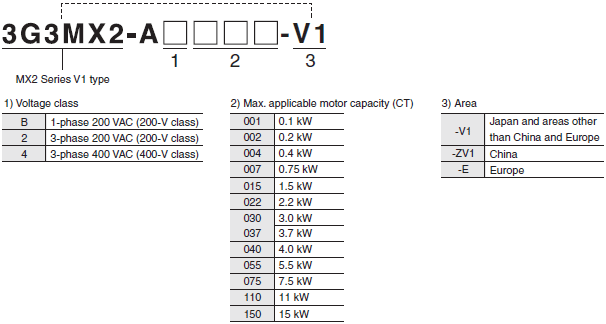 3G3MX2-A□□□□-V1
1 2 3
MX2 Series V1 type
1) Voltage class
B 1-phase 200 VAC (200-V class)
2 3-phase 200 VAC (200-V class)
4 3-phase 400 VAC (400-V class)
2) Max. applicable motor capacity (CT)
001 0.1 kW
002 0.2 kW
004 0.4 kW
007 0.75 kW
015 1.5 kW
022 2.2 kW
030 3.0 kW
037 3.7 kW
040 4.0 kW
055 5.5 kW
075 7.5 kW
110 11 kW
150 15 kW
3) Area
-V1 Japan and areas other
than China and Europe
-ZV1 China
-E Europe